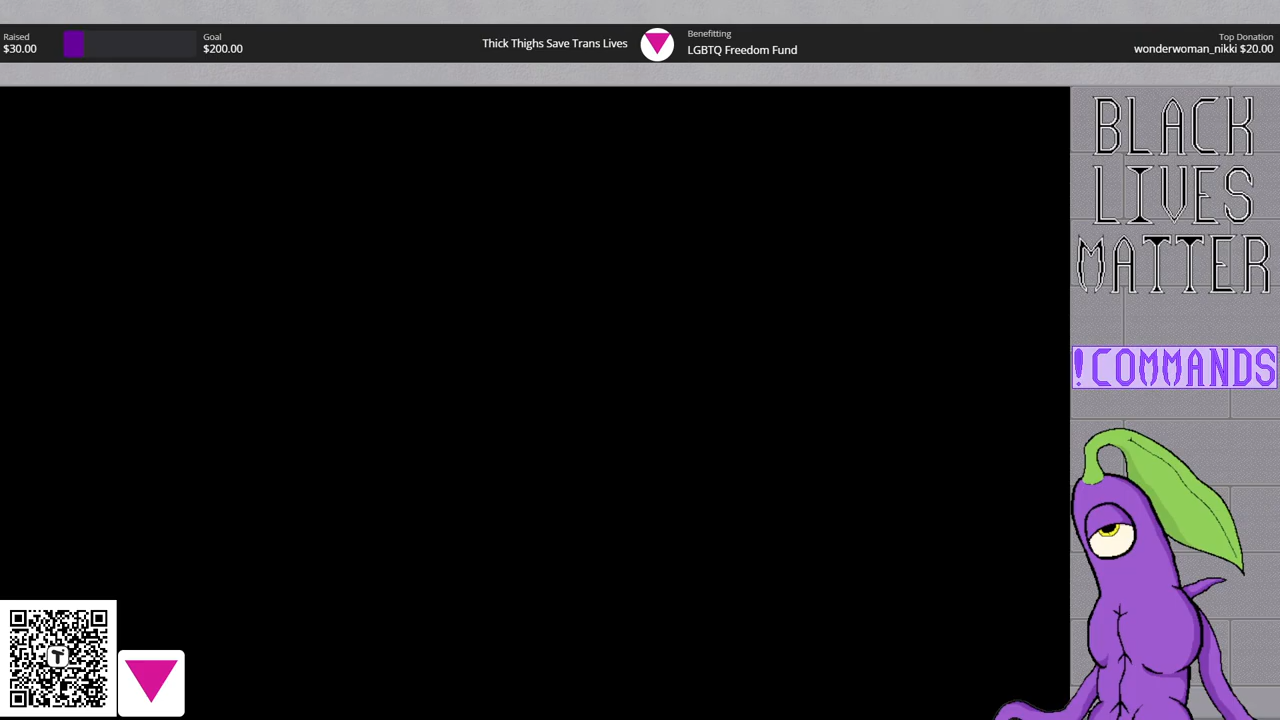 Raised
$30.00
Goal
$200.00
Thick Thighs Save Trans Lives
Benefitting
LGBTQ Freedom Fund
Top Donation
wonderwoman_nikki $20.00
BLACK
LIVES
MATTER
!COMMANDS
T